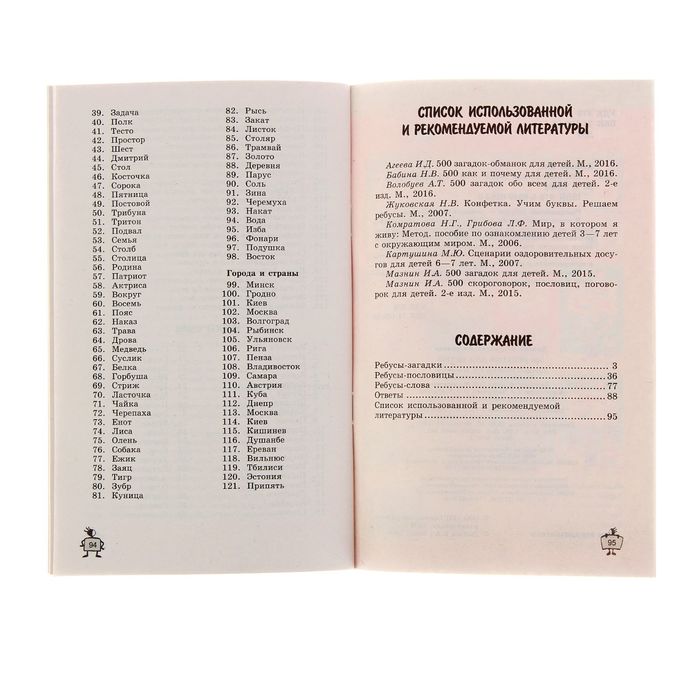 39. Задача
40. Полк
41. Тесто
42. Простор
43. Шест
44. Дмитрий
45. Стол
46. Косточка
47. Сорока
48. Пятница
49. Постовой
50. Трибуна
51. Тритон
52. Подвал
53. Семья
54. Столб
55. Столица
56. Родина
57. Патриот
58. Актриса
59. Вокруг
60. Восемь
61. Пояс
62. Наказ
63. Трава
64. Дрова
65. Медведь
66. Суслик
67. Белка
68. Горбуша
69. Стриж
70. Ласточка
71. Чайка
72. Черепаха
73. Енот
74. Лиса
75. Олень
76. Собака
77. Ежик
78. Заяц
79. Тигр
80. Зубр
81. Куница
82. Рысь
83. Закат
84. Листок
85. Столяр
86. Трамвай
87. Золото
88. Деревня
89. Парус
90. Соль
91. Зина
92. Черемуха
93. Накат
94. Вода
95. Изба
96. Фонари
97. Подушка
98. Восток
Города и страны
99. Минск
100. Гродно
101. Киев
102. Москва
103. Волгоград
104. Рыбинск
105. Ульяновск
106. Рига
107. Пенза
108. Владивосток
109. Самара
110. Австрия
111. Куба
112. Днепр
113. Москва
114. Киев
115. Кишинев
116. Душанбе
117. Ереван
118. Вильнюс
119. Тбилиси
120. Эстония
121. Припять
94
СПИСОК ИСПОЛЬЗОВАННОЙ
И РЕКОМЕНДУЕМОЙ ЛИТЕРАТУРЫ
Агеева И.Д. 500 загадок-обманок для детей. М., 2016.
Бабина Н.В. 500 как и почему для детей. М., 2016.
Волобуев А.Т. 500 загадок обо всем для детей. 2-е
изд. М., 2016.
Жуковская Н.В. Конфетка. Учим буквы. Решаем
ребусы. М., 2007.
Комратова Н.Г., Грибова Л.Ф. Мир, в котором я
живу: Метод. пособие по ознакомлению детей 3—7 лет
с окружающим миром. М., 2006.
Картушина М.Ю. Сценарии оздоровительных досу-
гов для детей 6—7 лет. М., 2007.
Мазнин И.А. 500 загадок для детей. М., 2015.
Мазнин И.А. 500 скороговорок, пословиц, погово-
рок для детей. 2-е изд. М., 2015.
СОДЕРЖАНИЕ
Ребусы-загадки 3
Ребусы-пословицы 36
Ребусы-слова 77
Ответы 88
Список использованной и рекомендуемой
литературы 95
95